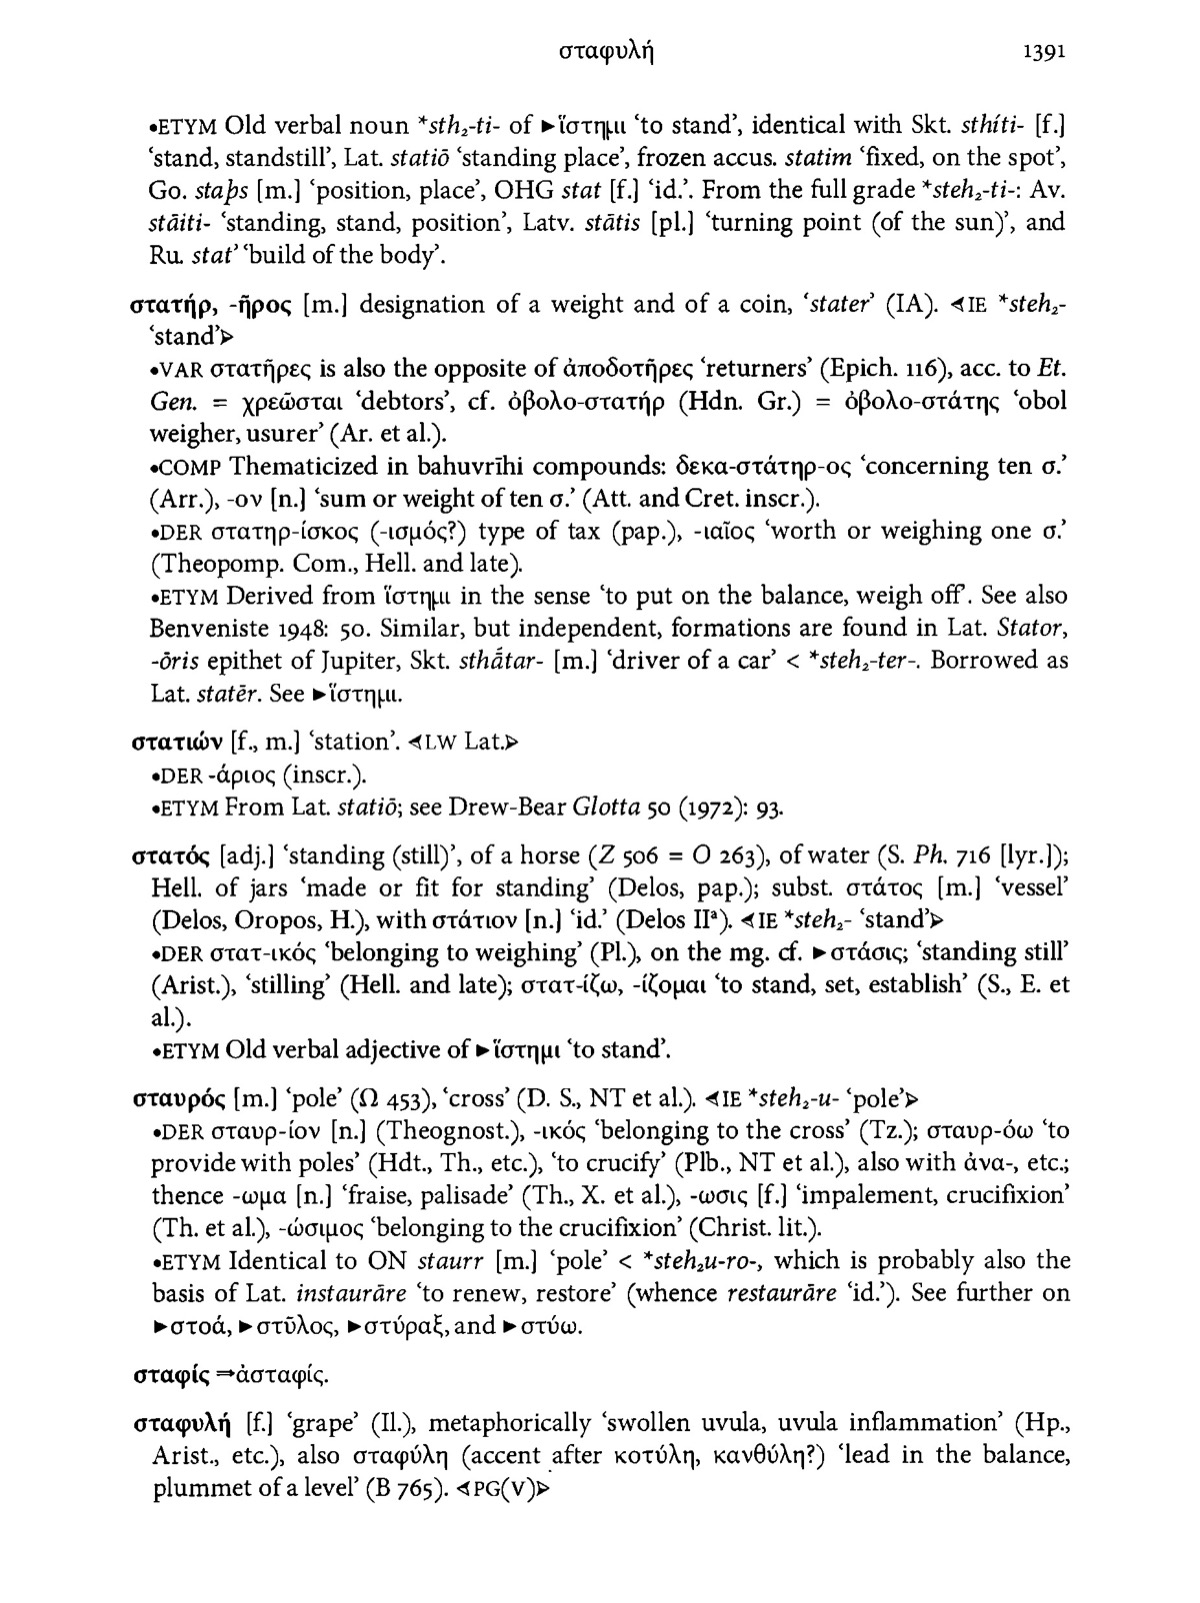 σταφυλή 1391
•ETYM Old verbal noun *sth₂-ti- of ►ἵστημι ‘to stand’, identical with Skt. sthíti- [f.]
‘stand, standstill’, Lat. statiō ‘standing place’, frozen accus. statim ‘fixed, on the spot’,
Go. staþs [m.] ‘position, place’, OHG stat [f.] ‘id.’. From the full grade *steh₂-ti-: Av.
stāiti- ‘standing, stand, position’, Latv. stātis [pl.] ‘turning point (of the sun)’, and
Ru. stat’ ‘build of the body’.
στατήρ, -ῆρος [m.] designation of a weight and of a coin, ‘stater’ (IA). ⊲IE *steh₂-
‘stand’⊳
•VAR στατῆρες is also the opposite of ἀποδοτῆρες ‘returners’ (Epich. 116), acc. to Et.
Gen. = χρεῶσται ‘debtors’, cf. ὀβολο-στατήρ (Hdn. Gr.) = ὀβολο-στάτης ‘obol
weigher, usurer’ (Ar. et al.).
•COMP Thematicized in bahuvrīhi compounds: δεκα-στάτηρ-ος ‘concerning ten σ.’
(Arr.), -ον [n.] ‘sum or weight of ten σ.’ (Att. and Cret. inscr.).
•DER στατηρ-ίσκος (-ισμός?) type of tax (pap.), -ιαῖος ‘worth or weighing one σ.’
(Theopomp. Com., Hell. and late).
•ETYM Derived from ἵστημι in the sense ‘to put on the balance, weigh off’. See also
Benveniste 1948: 50. Similar, but independent, formations are found in Lat. Stator,
-ōris epithet of Jupiter, Skt. sthā́tar- [m.] ‘driver of a car’ < *steh₂-ter-. Borrowed as
Lat. statēr. See ►ἵστημι.
στατιών [f., m.] ‘station’. ⊲LW Lat.⊳
•DER -άριος (inscr.).
•ETYM From Lat. statiō; see Drew-Bear Glotta 50 (1972): 93.
στατός [adj.] ‘standing (still)’, of a horse (Z 506 = O 263), of water (S. Ph. 716 [lyr.]);
Hell. of jars ‘made or fit for standing’ (Delos, pap.); subst. στάτος [m.] ‘vessel’
(Delos, Oropos, H.), with στάτιον [n.] ‘id.’ (Delos IIᵃ). ⊲IE *steh₂- ‘stand’⊳
•DER στατ-ικός ‘belonging to weighing’ (Pl.), on the mg. cf. ►στάσις; ‘standing still’
(Arist.), ‘stilling’ (Hell. and late); στατ-ίζω, -ίζομαι ‘to stand, set, establish’ (S., E. et
al.).
•ETYM Old verbal adjective of ►ἵστημι ‘to stand’.
σταυρός [m.] ‘pole’ (Ω 453), ‘cross’ (D. S., NT et al.). ⊲IE *steh₂-u- ‘pole’⊳
•DER σταυρ-ίον [n.] (Theognost.), -ικός ‘belonging to the cross’ (Tz.); σταυρ-όω ‘to
provide with poles’ (Hdt., Th., etc.), ‘to crucify’ (Plb., NT et al.), also with ἀνα-, etc.;
thence -ωμα [n.] ‘fraise, palisade’ (Th., X. et al.), -ωσις [f.] ‘impalement, crucifixion’
(Th. et al.), -ώσιμος ‘belonging to the crucifixion’ (Christ. lit.).
•ETYM Identical to ON staurr [m.] ‘pole’ < *steh₂u-ro-, which is probably also the
basis of Lat. instaurāre ‘to renew, restore’ (whence restaurāre ‘id.’). See further on
►στοά, ►στῦλος, ►στύραξ, and ►στύω.
σταφίς ⇒ἀσταφίς.
σταφυλή [f.] ‘grape’ (Il.), metaphorically ‘swollen uvula, uvula inflammation’ (Hp.,
Arist., etc.), also σταφύλη (accent after κοτύλη, κανθύλη?) ‘lead in the balance,
plummet of a level’ (B 765). ⊲PG(V)⊳